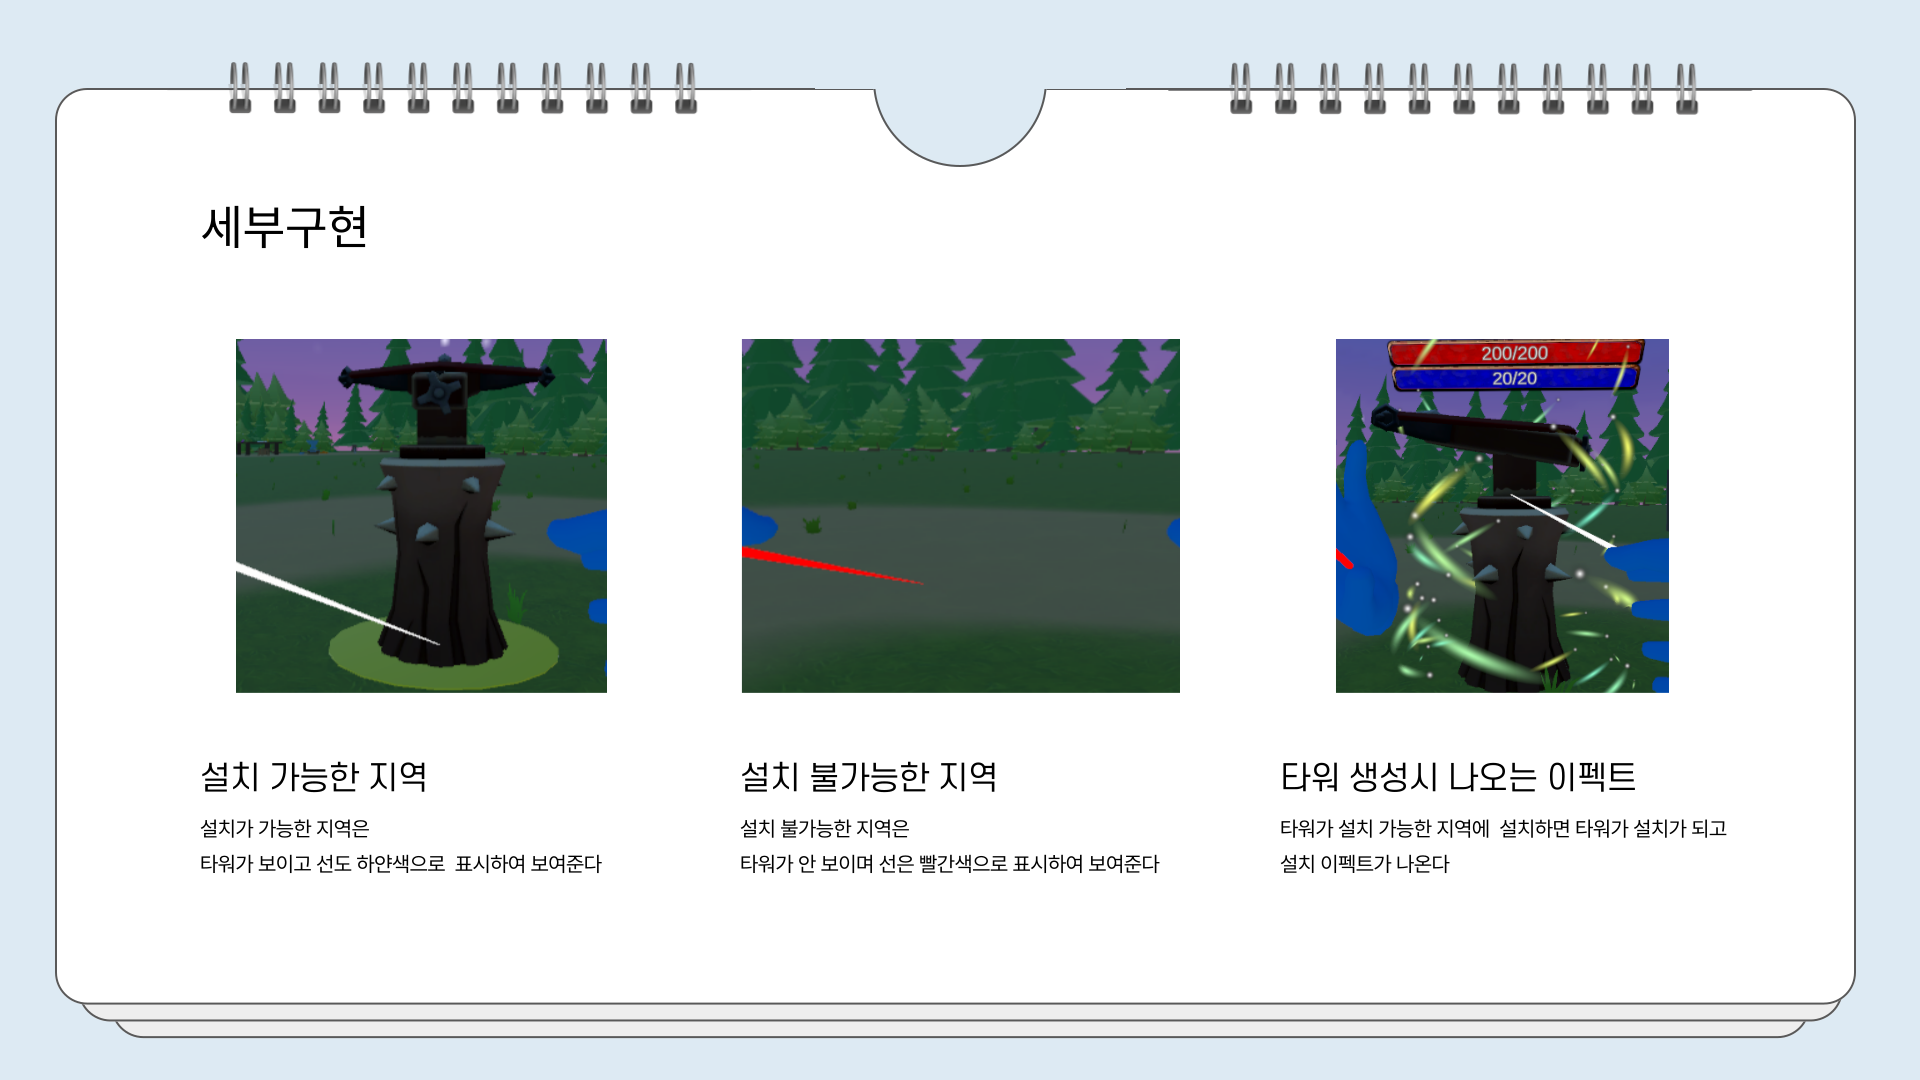 세부구현
200/200
20/20
설치 가능한 지역
설치가 가능한 지역은
타워가 보이고 선도 하얀색으로 표시하여 보여준다
설치 불가능한 지역
설치 불가능한 지역은
타워가 안 보이며 선은 빨간색으로 표시하여 보여준다
타워 생성시 나오는 이펙트
타워가 설치 가능한 지역에 설치하면 타워가 설치가 되고
설치 이펙트가 나온다